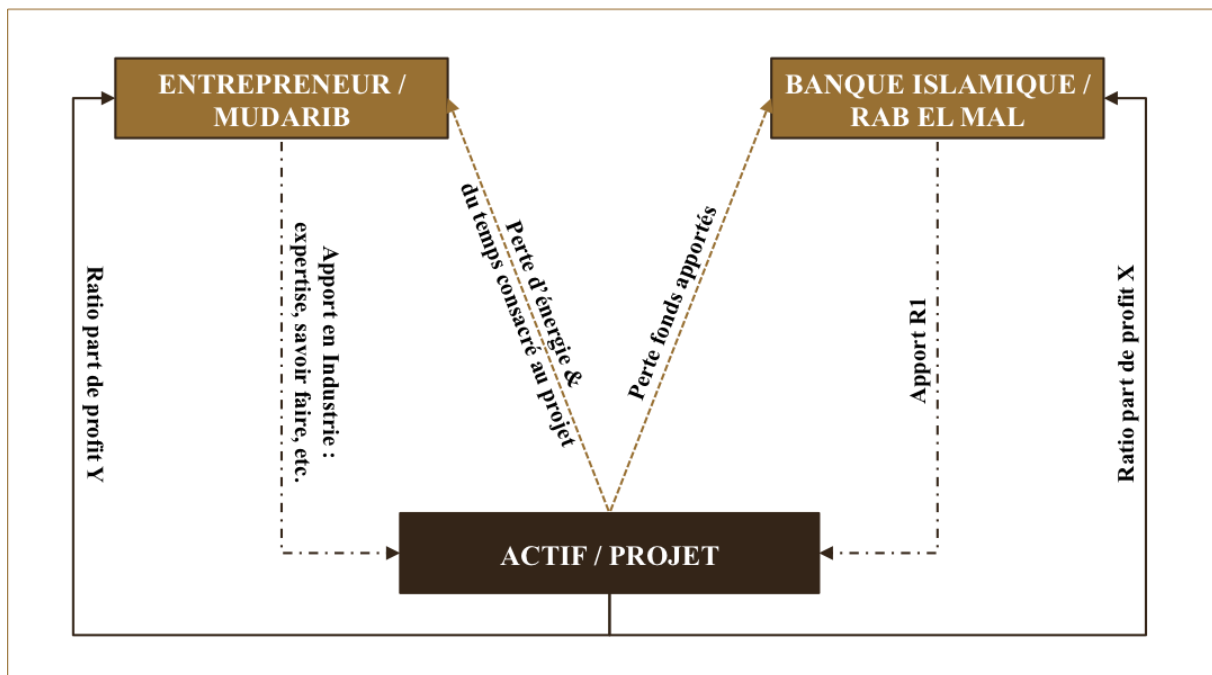 ENTREPRENEUR /
MUDARIB
BANQUE ISLAMIQUE /
RAB EL MAL
Ratio part de profit Y
Apport en Industrie :
expertise, savoir faire, etc.
Perte d'énergie &
du temps consacré au projet
Perte fonds apportés
Apport R1
Ratio part de profit X
ACTIF / PROJET